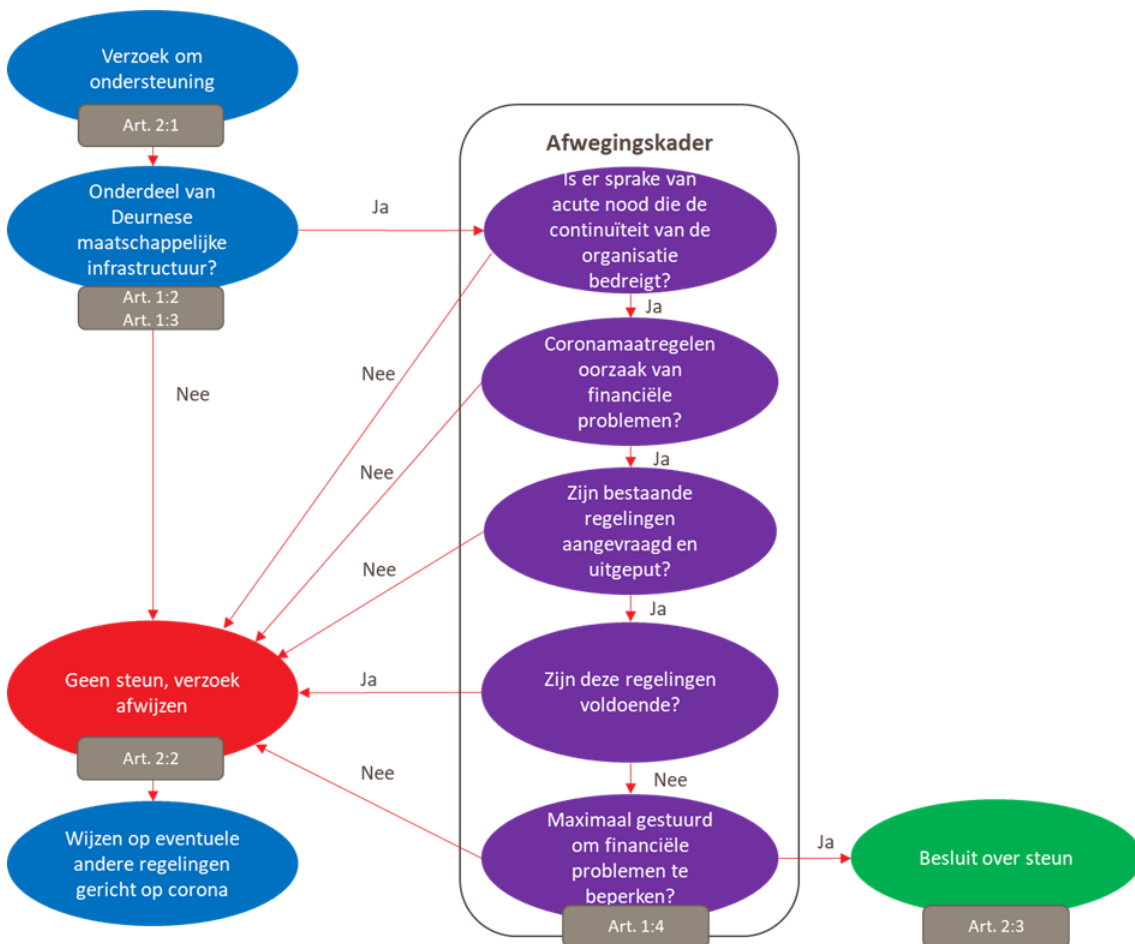 Verzoek om
ondersteuning
Art. 2:1
Onderdeel van
Deurnese
maatschappelijke
infrastructuur?
Art. 1:2
Art. 1:3
Ja
Nee
Afwegingskader
Is er sprake van
acute nood die de
continuïteit van de
organisatie
bedreigt?
Ja
Nee
Coronamaatregelen
oorzaak van
financiële
problemen?
Ja
Nee
Zijn bestaande
regelingen
aangevraagd en
uitgeput?
Ja
Nee
Zijn deze regelingen
voldoende?
Ja
Nee
Maximaal gestuurd
om financiële
problemen te
beperken?
Art. 1:4
Nee
Ja
Geen steun, verzoek
afwijzen
Art. 2:2
Wijzen op eventuele
andere regelingen
gericht op corona
Besluit over steun
Art. 2:3